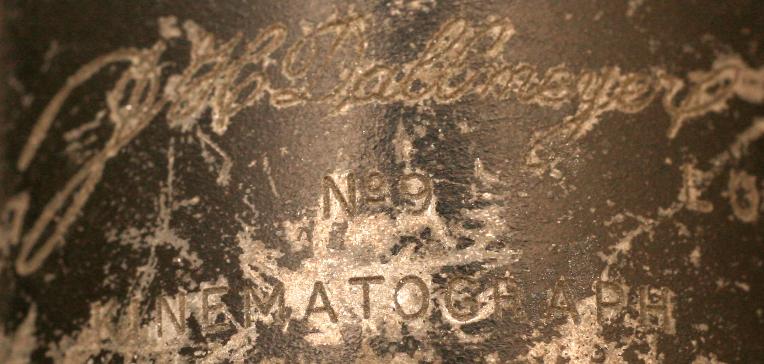 J H Dallmeyer
Nº 9
KINEMATOGRAPH